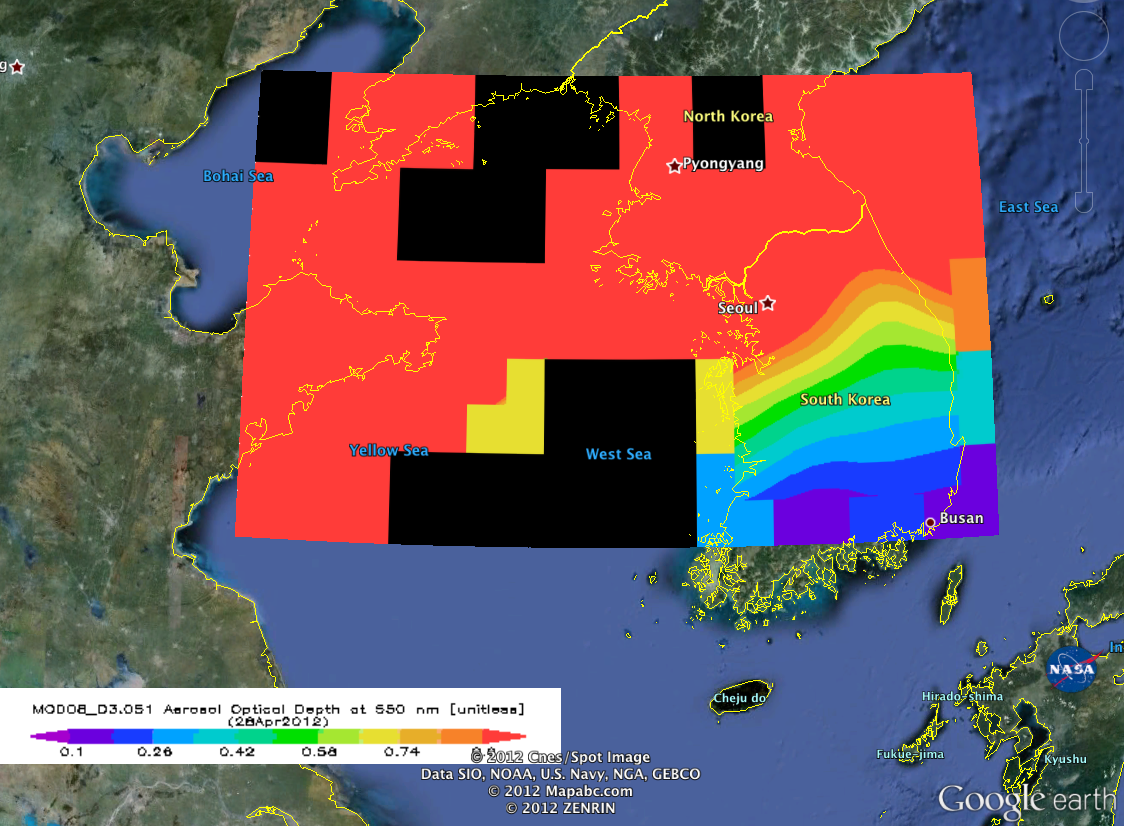 g
North Korea
Pyongyang
Bohai Sea
East Sea
Seoul
South Korea
Yellow Sea
West Sea
Busan
NASA
In
Cheju do
Hirado-shima
Fukue-jima
Kyushu
MOD08_D3.051 Aerosol Optical Depth at 550 nm [unitless]
(28Apr2012)
0.1 0.26 0.42 0.58 0.74
© 2012 Cnes/Spot Image
Data SIO, NOAA, U.S. Navy, NGA, GEBCO
© 2012 Mapabc.com
© 2012 ZENRIN
Google earth